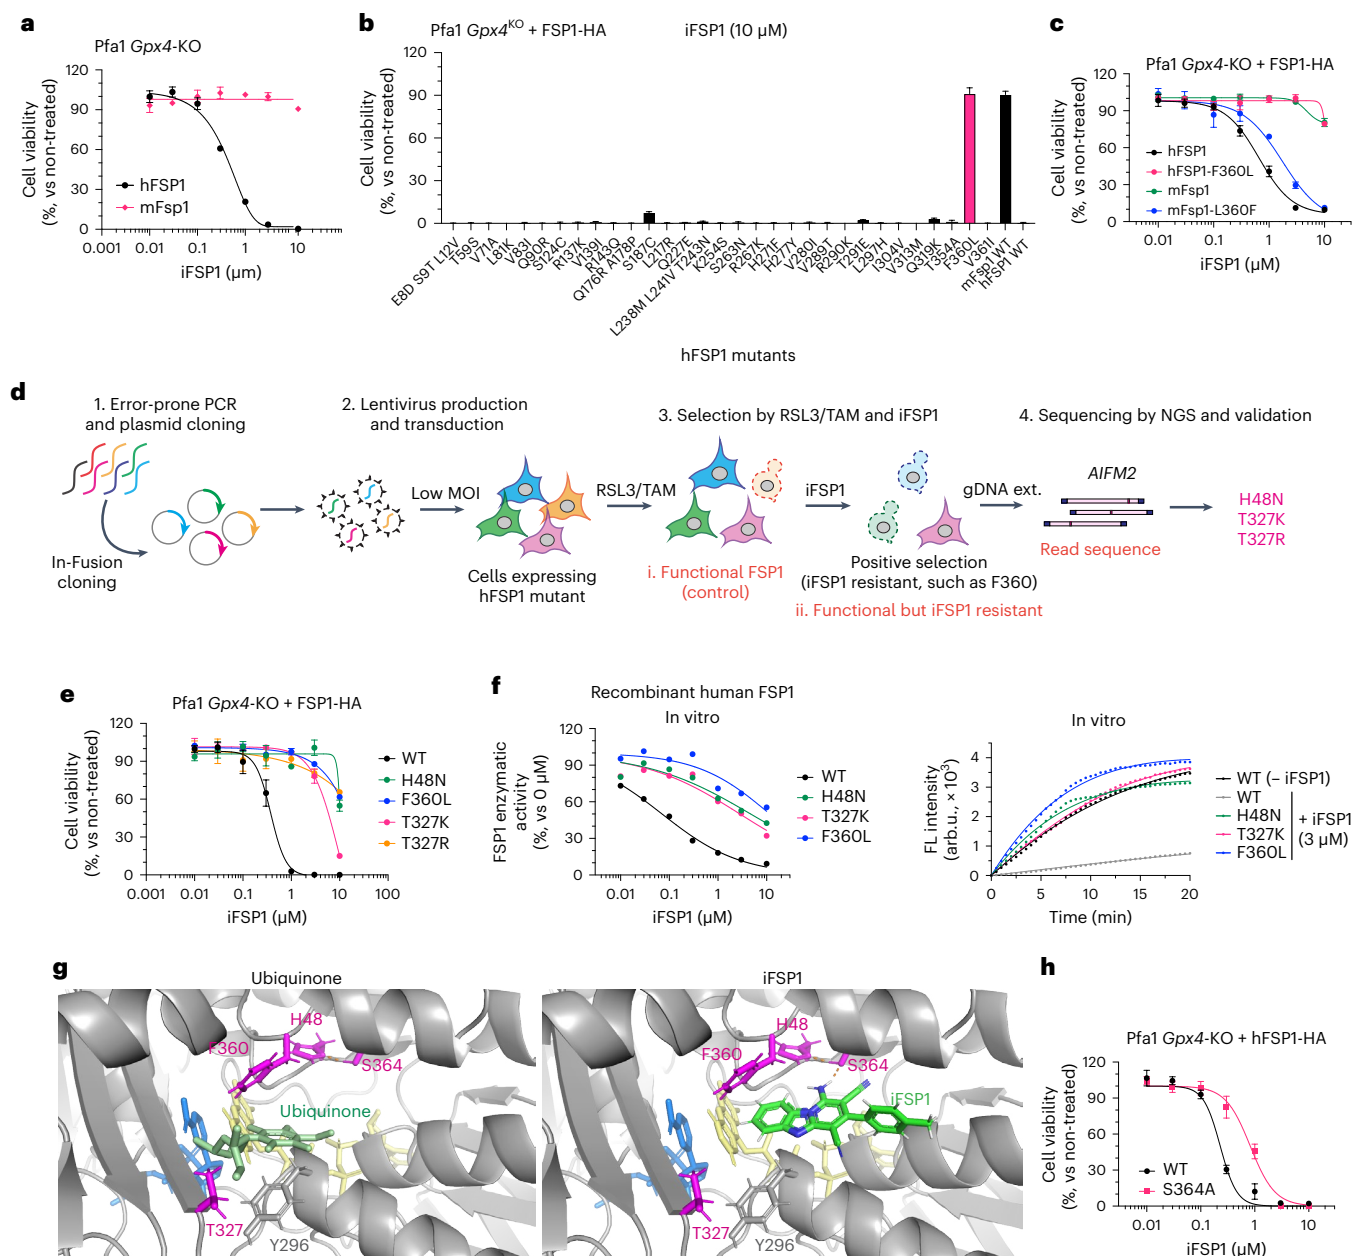 a
Pfa1 Gpx4-KO
Cell viability
(%, vs non-treated)
120
90
60
30
0
hFSP1
mFsp1
0.001
0.01
0.1
1
10
iFSP1 (µm)
b
Pfa1 Gpx4KO + FSP1-HA
iFSP1 (10 µM)
Cell viability
(%, vs non-treated)
120
90
60
30
0
E8D S9T L12V
T59S
V71A
L81K
V83I
Q90R
S124C
R137K
V139I
R143Q
Q176R A178P
S187C
L217R
Q227E
L238M L241V T243N
K254S
S263N
R267K
H271F
H277Y
V280I
V289T
R290K
T291E
L297H
I304V
V313M
Q319K
T354A
F360L
V361I
mFsp1 WT
hFSP1 WT
hFSP1 mutants
c
Pfa1 Gpx4-KO + FSP1-HA
Cell viability
(%, vs non-treated)
120
90
60
30
0
hFSP1
hFSP1-F360L
mFsp1
mFsp1-L360F
0.01
0.1
1
10
iFSP1 (µM)
d
1. Error-prone PCR
and plasmid cloning
In-Fusion
cloning
2. Lentivirus production
and transduction
Low MOI
Cells expressing
hFSP1 mutant
3. Selection by RSL3/TAM and iFSP1
RSL3/TAM
i. Functional FSP1
(control)
iFSP1
Positive selection
(iFSP1 resistant, such as F360)
ii. Functional but iFSP1 resistant
4. Sequencing by NGS and validation
gDNA ext.
AIFM2
Read sequence
H48N
T327K
T327R
e
Pfa1 Gpx4-KO + FSP1-HA
Cell viability
(%, vs non-treated)
120
90
60
30
0
WT
H48N
F360L
T327K
T327R
0.001
0.01
0.1
1
10
100
iFSP1 (µM)
f
Recombinant human FSP1
In vitro
FSP1 enzymatic
activity
(%, vs 0 µM)
120
90
60
30
0
WT
H48N
T327K
F360L
0.01
0.1
1
10
iFSP1 (µM)
In vitro
FL intensity
(arb.u., × 10³)
4
3
2
1
0
WT (– iFSP1)
WT
H48N
T327K
F360L
+ iFSP1
(3 µM)
0
5
10
15
20
Time (min)
g
Ubiquinone
H48
F360
S364
Ubiquinone
T327
Y296
iFSP1
H48
F360
S364
iFSP1
T327
Y296
h
Pfa1 Gpx4-KO + hFSP1-HA
Cell viability
(%, vs non-treated)
120
90
60
30
0
WT
S364A
0.01
0.1
1
10
iFSP1 (µM)